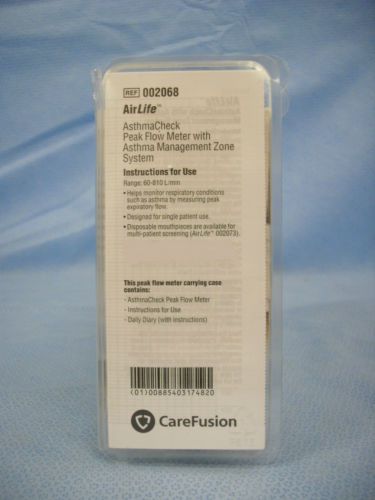 REF 002068
AirLife™
AsthmaCheck
Peak Flow Meter with
Asthma Management Zone
System
Instructions for Use
Range: 60-810 L/min
• Helps monitor respiratory conditions
such as asthma by measuring peak
expiratory flow.
• Designed for single patient use.
• Disposable mouthpieces are available for
multi-patient screening (AirLife™ 002073).
This peak flow meter carrying case
contains:
- AsthmaCheck Peak Flow Meter
- Instructions for Use
- Daily Diary (with instructions)
(01)00885403174820
CareFusion